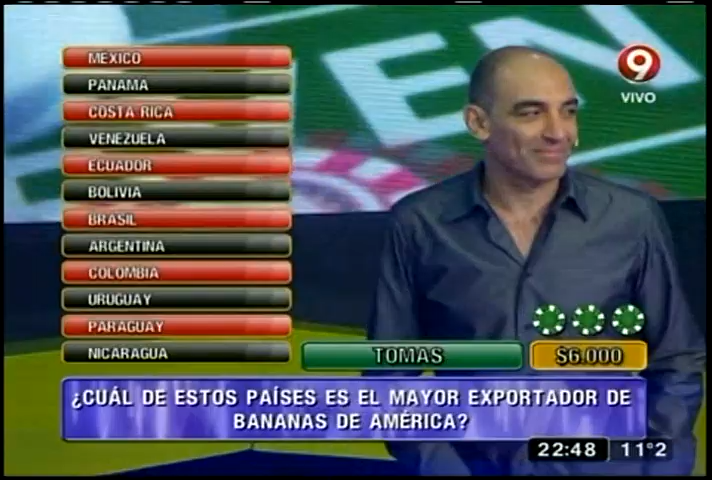 MEXICO
PANAMA
COSTA RICA
VENEZUELA
ECUADOR
BOLIVIA
BRASIL
ARGENTINA
COLOMBIA
URUGUAY
PARAGUAY
NICARAGUA
EN
9
VIVO
TOMAS
$6.000
¿CUÁL DE ESTOS PAÍSES ES EL MAYOR EXPORTADOR DE
BANANAS DE AMÉRICA?
22:48 11°2